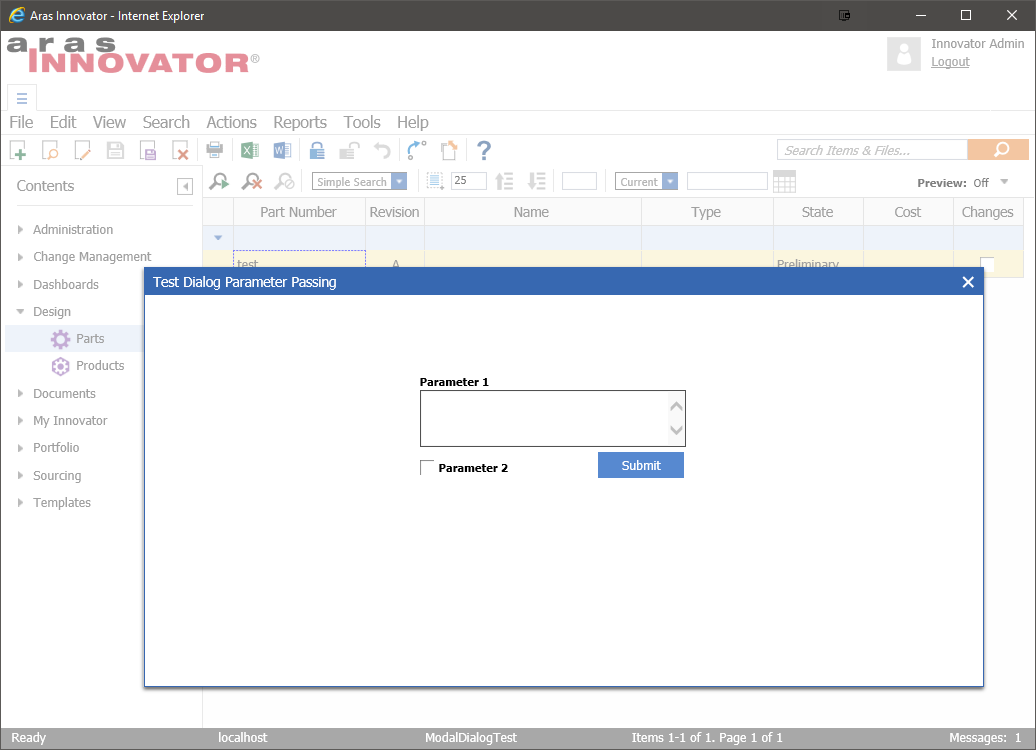 Aras Innovator - Internet Explorer
aras
INNOVATOR®
Innovator Admin
Logout
File Edit View Search Actions Reports Tools Help
Search Items & Files...
Contents
Simple Search 25 Current Preview: Off
Part Number Revision Name Type State Cost Changes
test A Preliminary
Administration
Change Management
Dashboards
Design
Parts
Products
Documents
My Innovator
Portfolio
Sourcing
Templates
Test Dialog Parameter Passing
Parameter 1
Parameter 2 Submit
Ready localhost ModalDialogTest Items 1-1 of 1. Page 1 of 1 Messages: 1